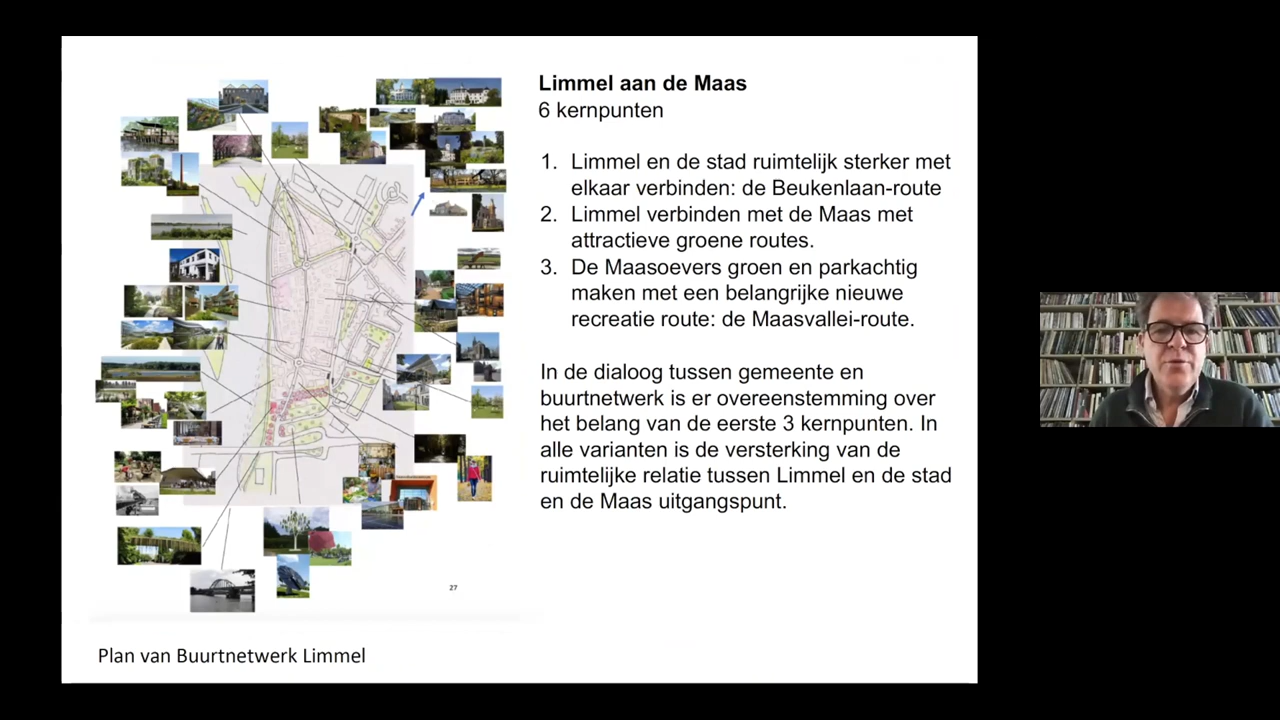 Limmel aan de Maas
6 kernpunten
1. Limmel en de stad ruimtelijk sterker met
elkaar verbinden: de Beukenlaan-route
2. Limmel verbinden met de Maas met
attractieve groene routes.
3. De Maasoevers groen en parkachtig
maken met een belangrijke nieuwe
recreatie route: de Maasvallei-route.
In de dialoog tussen gemeente en
buurtnetwerk is er overeenstemming over
het belang van de eerste 3 kernpunten. In
alle varianten is de versterking van de
ruimtelijke relatie tussen Limmel en de stad
en de Maas uitgangspunt.
27
Plan van Buurtnetwerk Limmel